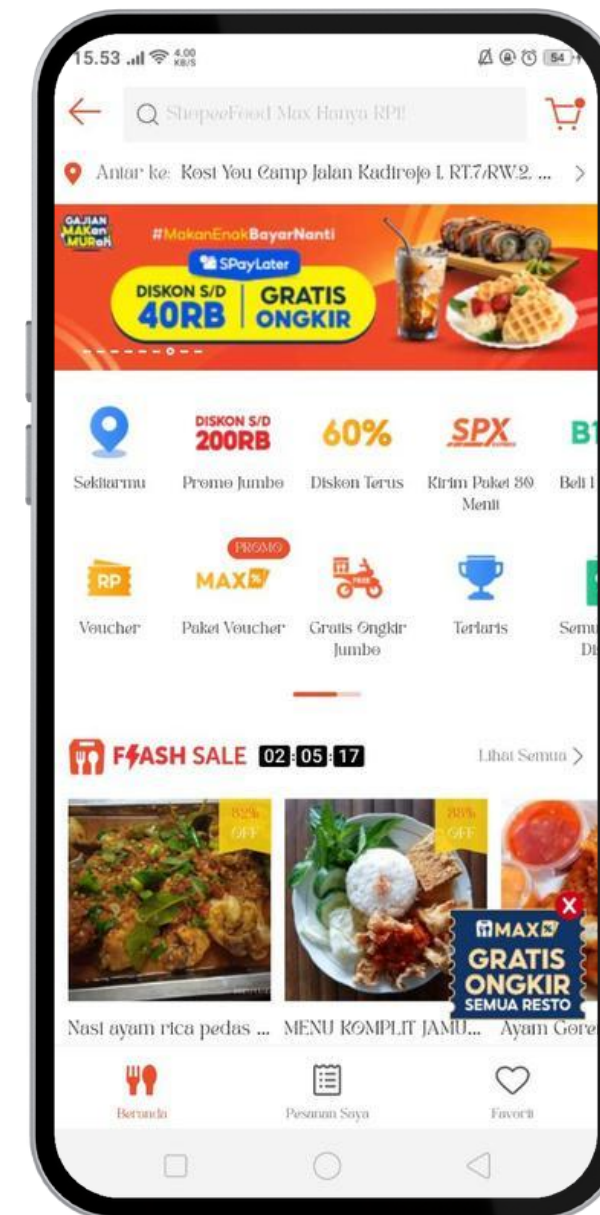 15.53 4.00 KB/S 54
ShopeeFood Max Hanya RP1!
Antar ke: Kost You Camp Jalan Kadirojo I, RT.7/RW.2, ...
GAJIAN
MAKan
MURah
#MakanEnakBayarNanti
SPayLater
DISKON S/D
40RB
GRATIS
ONGKIR
DISKON S/D
200RB
60%
SPX
B1
Sekitarmu
Promo Jumbo
Diskon Terus
Kirim Paket 30
Menit
Beli 1
RP
PROMO
MAX%
FREE
Voucher
Paket Voucher
Gratis Ongkir
Jumbo
Terlaris
Semu
Di
FLASH SALE 02:05:17
Lihat Semua
82%
OFF
88%
OFF
MAX%
GRATIS
ONGKIR
SEMUA RESTO
Nasi ayam rica pedas ...
MENU KOMPLIT JAMU...
Ayam Gore
Beranda
Pesanan Saya
Favorit